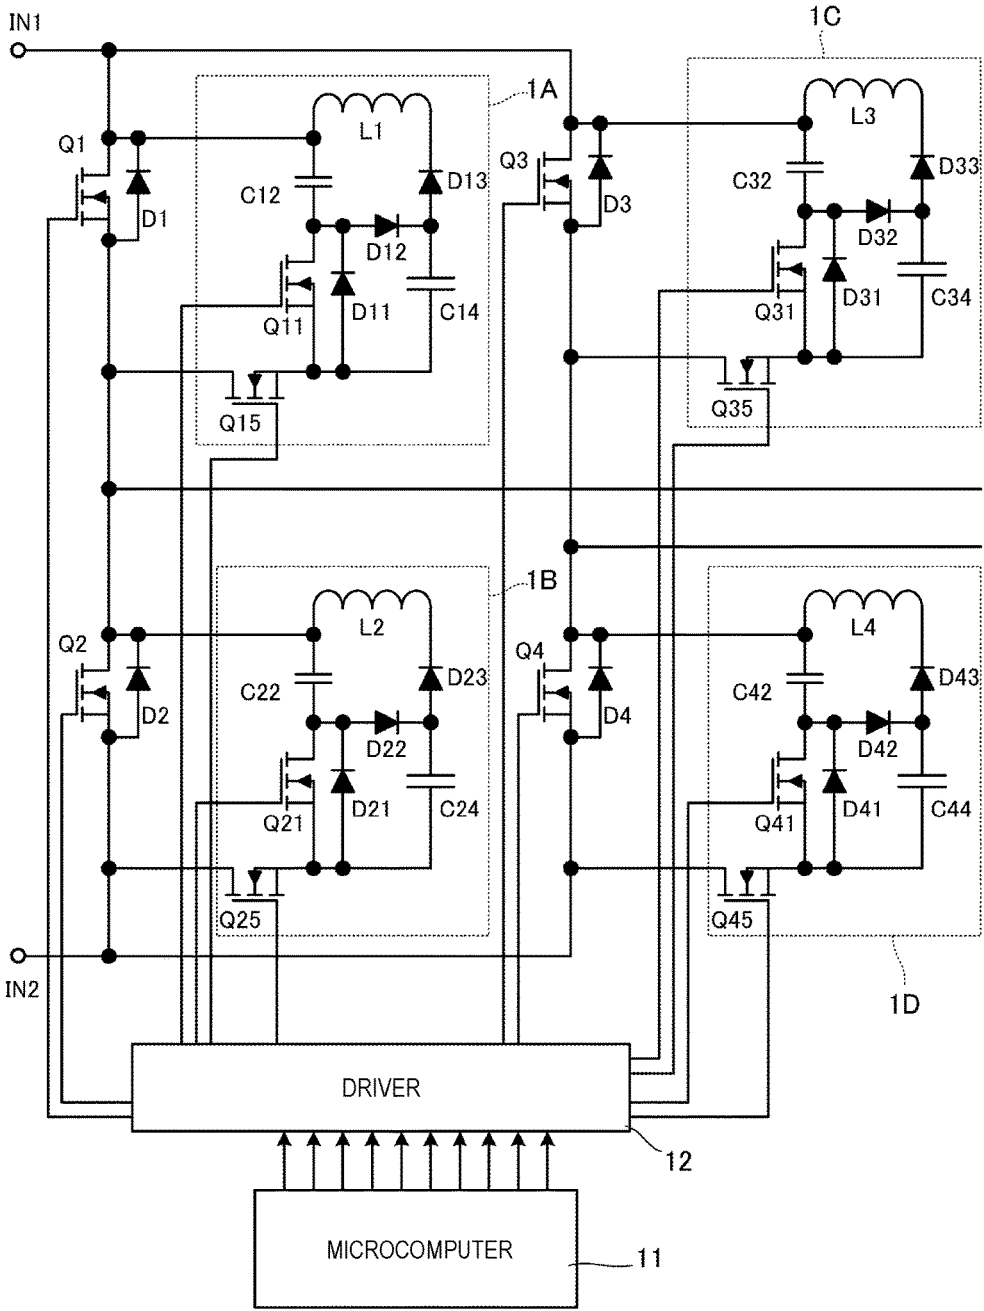 IN1
1C
1A
L1
L3
Q1
Q3
D13
D33
C12
C32
D1
D3
D12
D32
D11
C14
D31
C34
Q11
Q31
Q15
Q35
1B
L2
L4
Q2
Q4
D23
D43
C22
C42
D2
D4
D22
D42
D21
C24
D41
C44
Q21
Q41
Q25
Q45
IN2
1D
DRIVER
12
MICROCOMPUTER
11